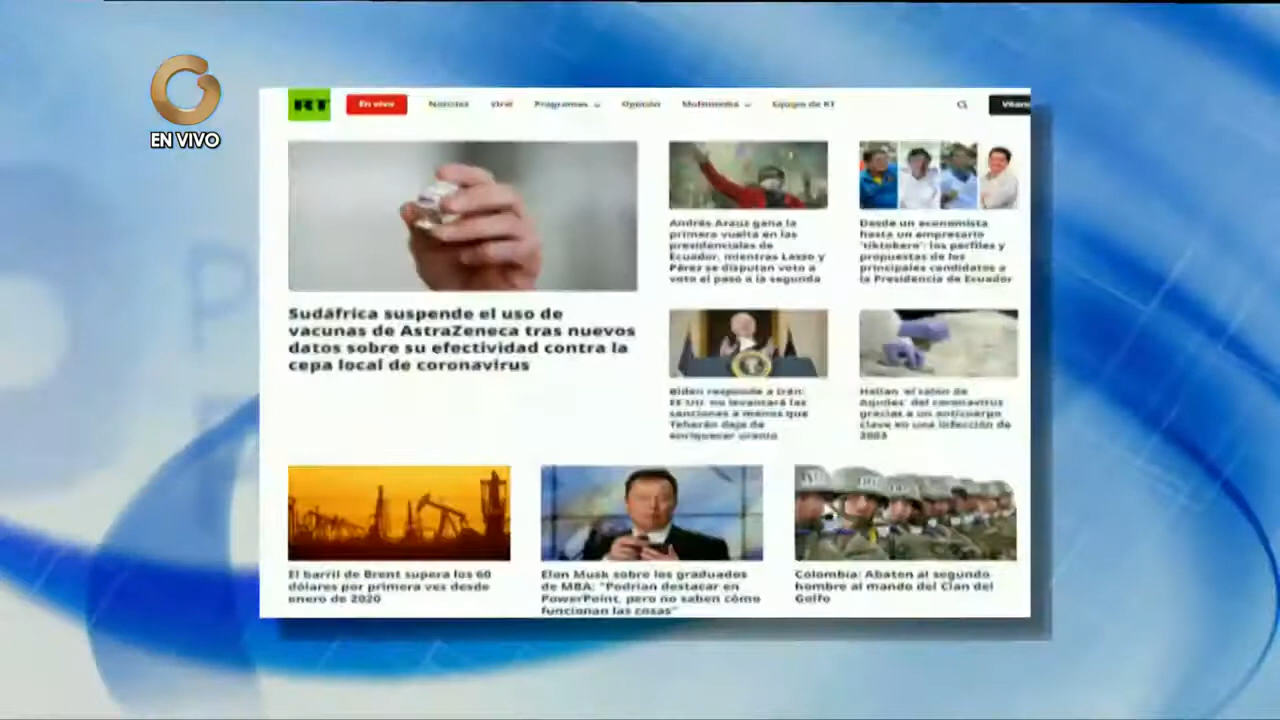 EN VIVO
RT
En vivo
Noticias
Viral
Programas
Opinión
Multimedia
Equipo de RT
Sudáfrica suspende el uso de
vacunas de AstraZeneca tras nuevos
datos sobre su efectividad contra la
cepa local de coronavirus
Andrés Arauz gana la
primera vuelta en las
presidenciales de
Ecuador, mientras Lasso y
Pérez se disputan voto a
voto el paso a la segunda
Desde un economista
hasta un empresario
'tiktokero': los perfiles y
propuestas de los
principales candidatos a
la Presidencia de Ecuador
Biden responde a Irán:
EE.UU. no levantará las
sanciones a menos que
Teherán deje de
enriquecer uranio
Hallan 'el talón de
Aquiles' del coronavirus
gracias a un anticuerpo
clave en una infección de
2003
El barril de Brent supera los 60
dólares por primera vez desde
enero de 2020
Elon Musk sobre los graduados
de MBA: "Podrían destacar en
PowerPoint, pero no saben cómo
funcionan las cosas"
Colombia: Abaten al segundo
hombre al mando del Clan del
Golfo